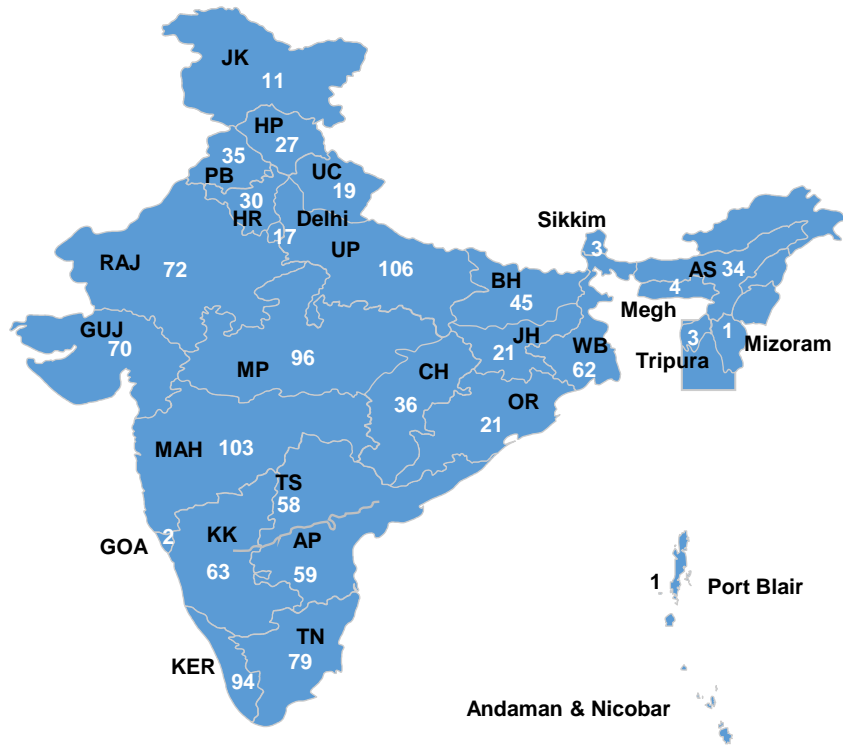 JK
11
HP
27
35
PB
UC
19
30
HR
Delhi
17
Sikkim
3
UP
106
RAJ
72
AS
34
4
Megh
BH
45
GUJ
70
JH
21
WB
62
3
Tripura
1
Mizoram
MP
96
CH
36
OR
21
MAH
103
TS
58
GOA
2
KK
63
AP
59
1
Port Blair
TN
79
KER
94
Andaman & Nicobar